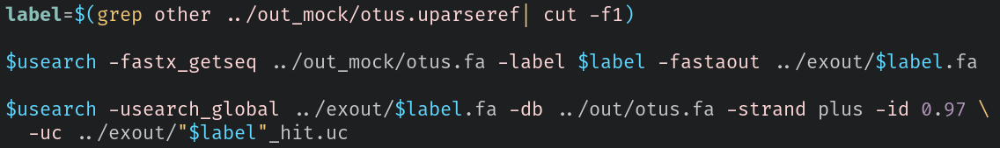 label=$(grep other ../out_mock/otus.uparseref| cut -f1)
$usearch -fastx_getseq ../out_mock/otus.fa -label $label -fastaout ../exout/$label.fa
$usearch -usearch_global ../exout/$label.fa -db ../out/otus.fa -strand plus -id 0.97 \
-uc ../exout/"$label"_hit.uc